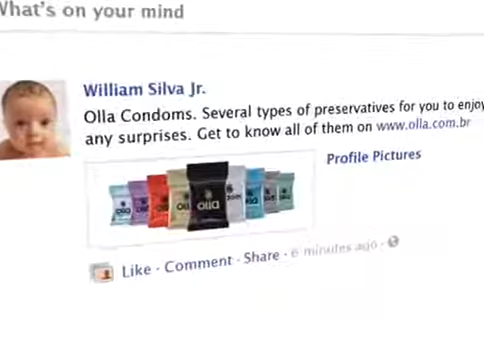 What's on your mind
William Silva Jr.
Olla Condoms. Several types of preservatives for you to enjoy
any surprises. Get to know all of them on www.olla.com.br
Profile Pictures
olla
Like · Comment · Share · 6 minutes ago ·